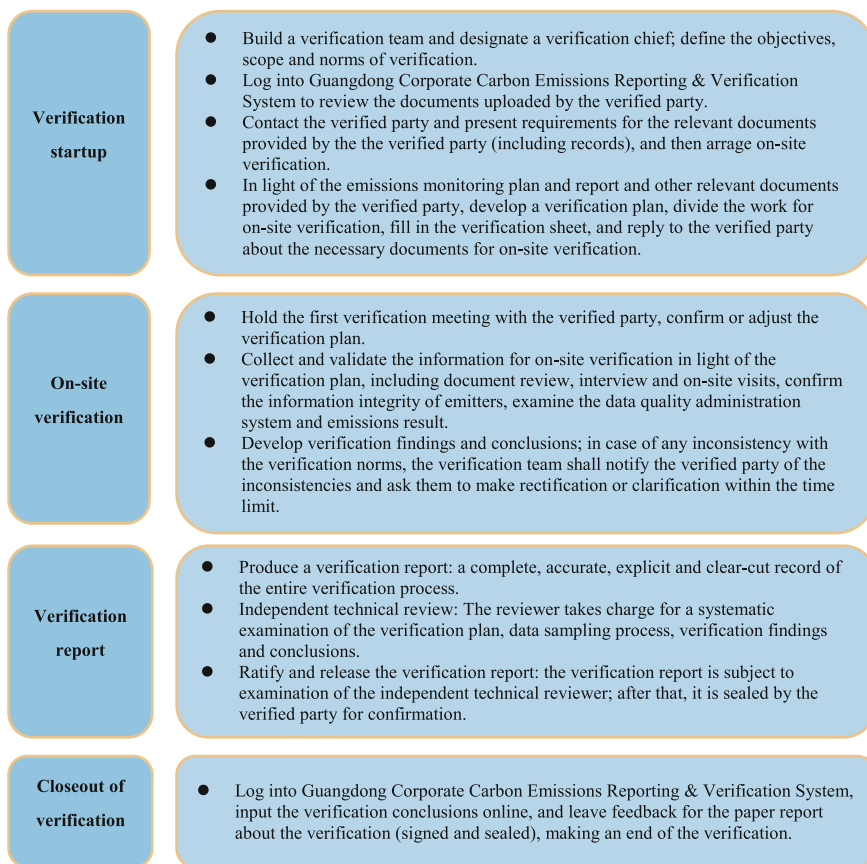 Verification
startup
● Build a verification team and designate a verification chief; define the objectives,
scope and norms of verification.
● Log into Guangdong Corporate Carbon Emissions Reporting & Verification
System to review the documents uploaded by the verified party.
● Contact the verified party and present requirements for the relevant documents
provided by the the verified party (including records), and then arrage on-site
verification.
● In light of the emissions monitoring plan and report and other relevant documents
provided by the verified party, develop a verification plan, divide the work for
on-site verification, fill in the verification sheet, and reply to the verified party
about the necessary documents for on-site verification.
On-site
verification
● Hold the first verification meeting with the verified party, confirm or adjust the
verification plan.
● Collect and validate the information for on-site verification in light of the
verification plan, including document review, interview and on-site visits, confirm
the information integrity of emitters, examine the data quality administration
system and emissions result.
● Develop verification findings and conclusions; in case of any inconsistency with
the verification norms, the verification team shall notify the verified party of the
inconsistencies and ask them to make rectification or clarification within the time
limit.
Verification
report
● Produce a verification report: a complete, accurate, explicit and clear-cut record of
the entire verification process.
● Independent technical review: The reviewer takes charge for a systematic
examination of the verification plan, data sampling process, verification findings
and conclusions.
● Ratify and release the verification report: the verification report is subject to
examination of the independent technical reviewer; after that, it is sealed by the
verified party for confirmation.
Closeout of
verification
● Log into Guangdong Corporate Carbon Emissions Reporting & Verification System,
input the verification conclusions online, and leave feedback for the paper report
about the verification (signed and sealed), making an end of the verification.